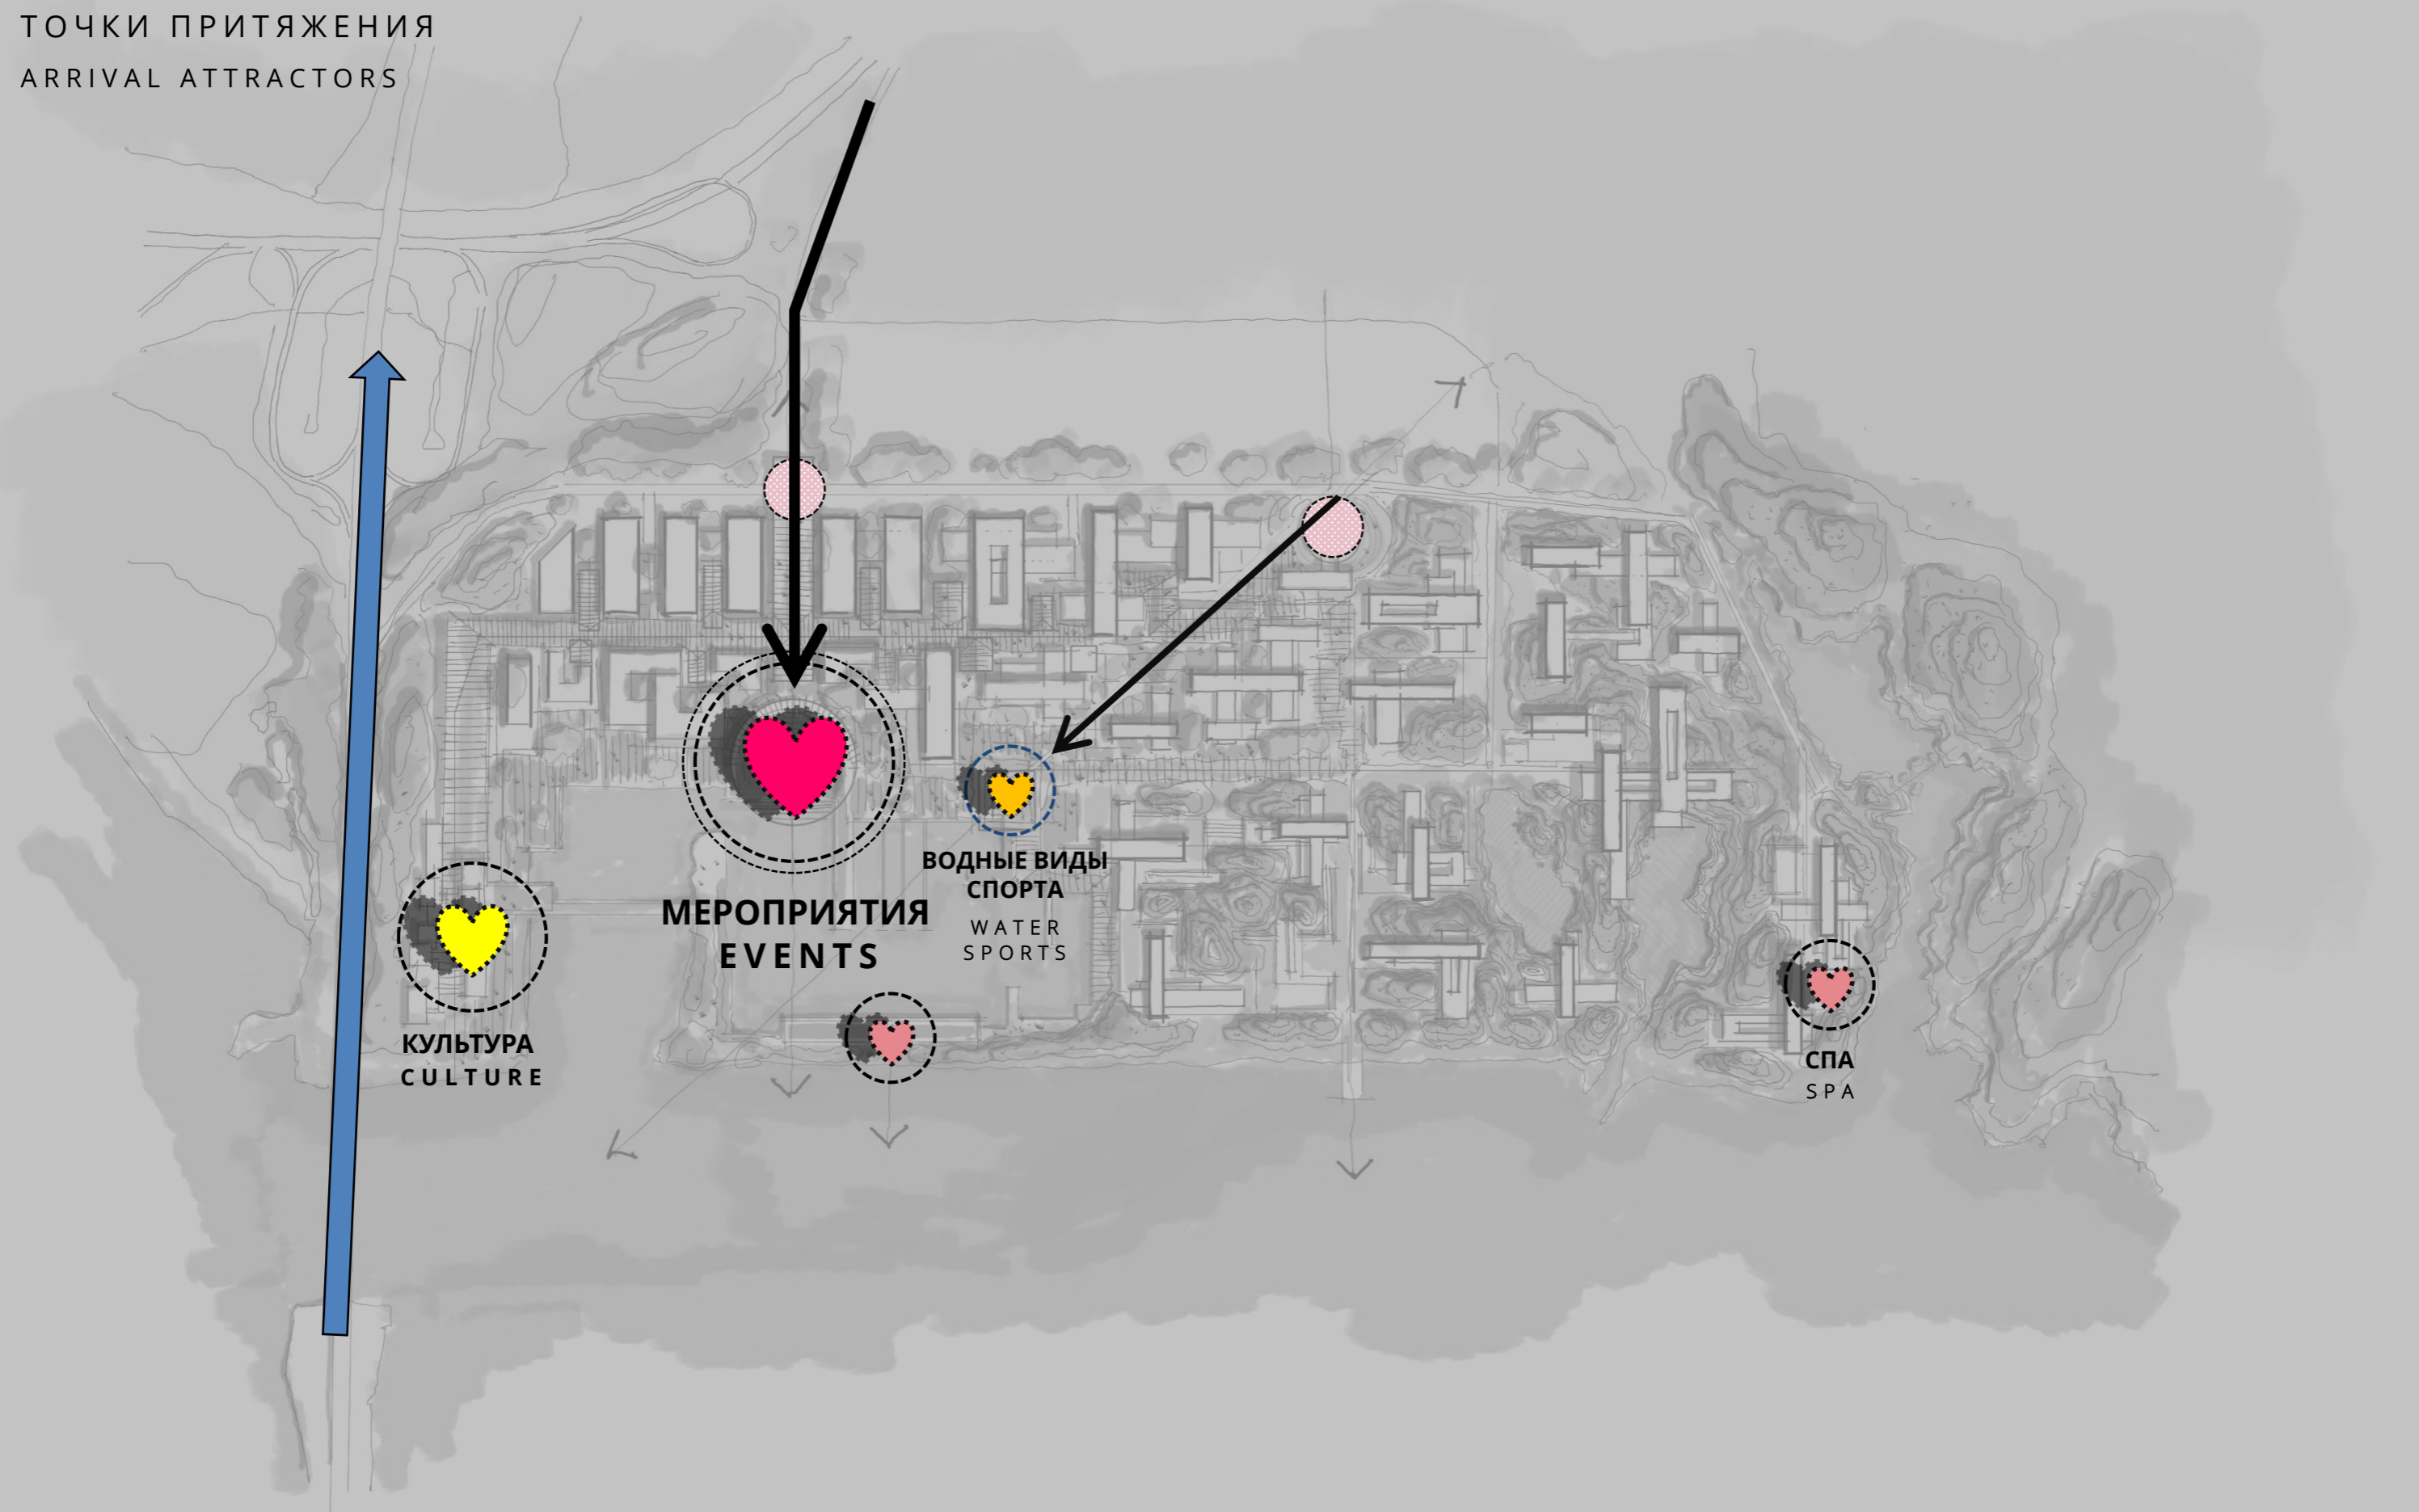 ТОЧКИ ПРИТЯЖЕНИЯ
ARRIVAL ATTRACTORS
ВОДНЫЕ ВИДЫ
СПОРТА
WATER
SPORTS
МЕРОПРИЯТИЯ
EVENTS
КУЛЬТУРА
CULTURE
СПА
SPA